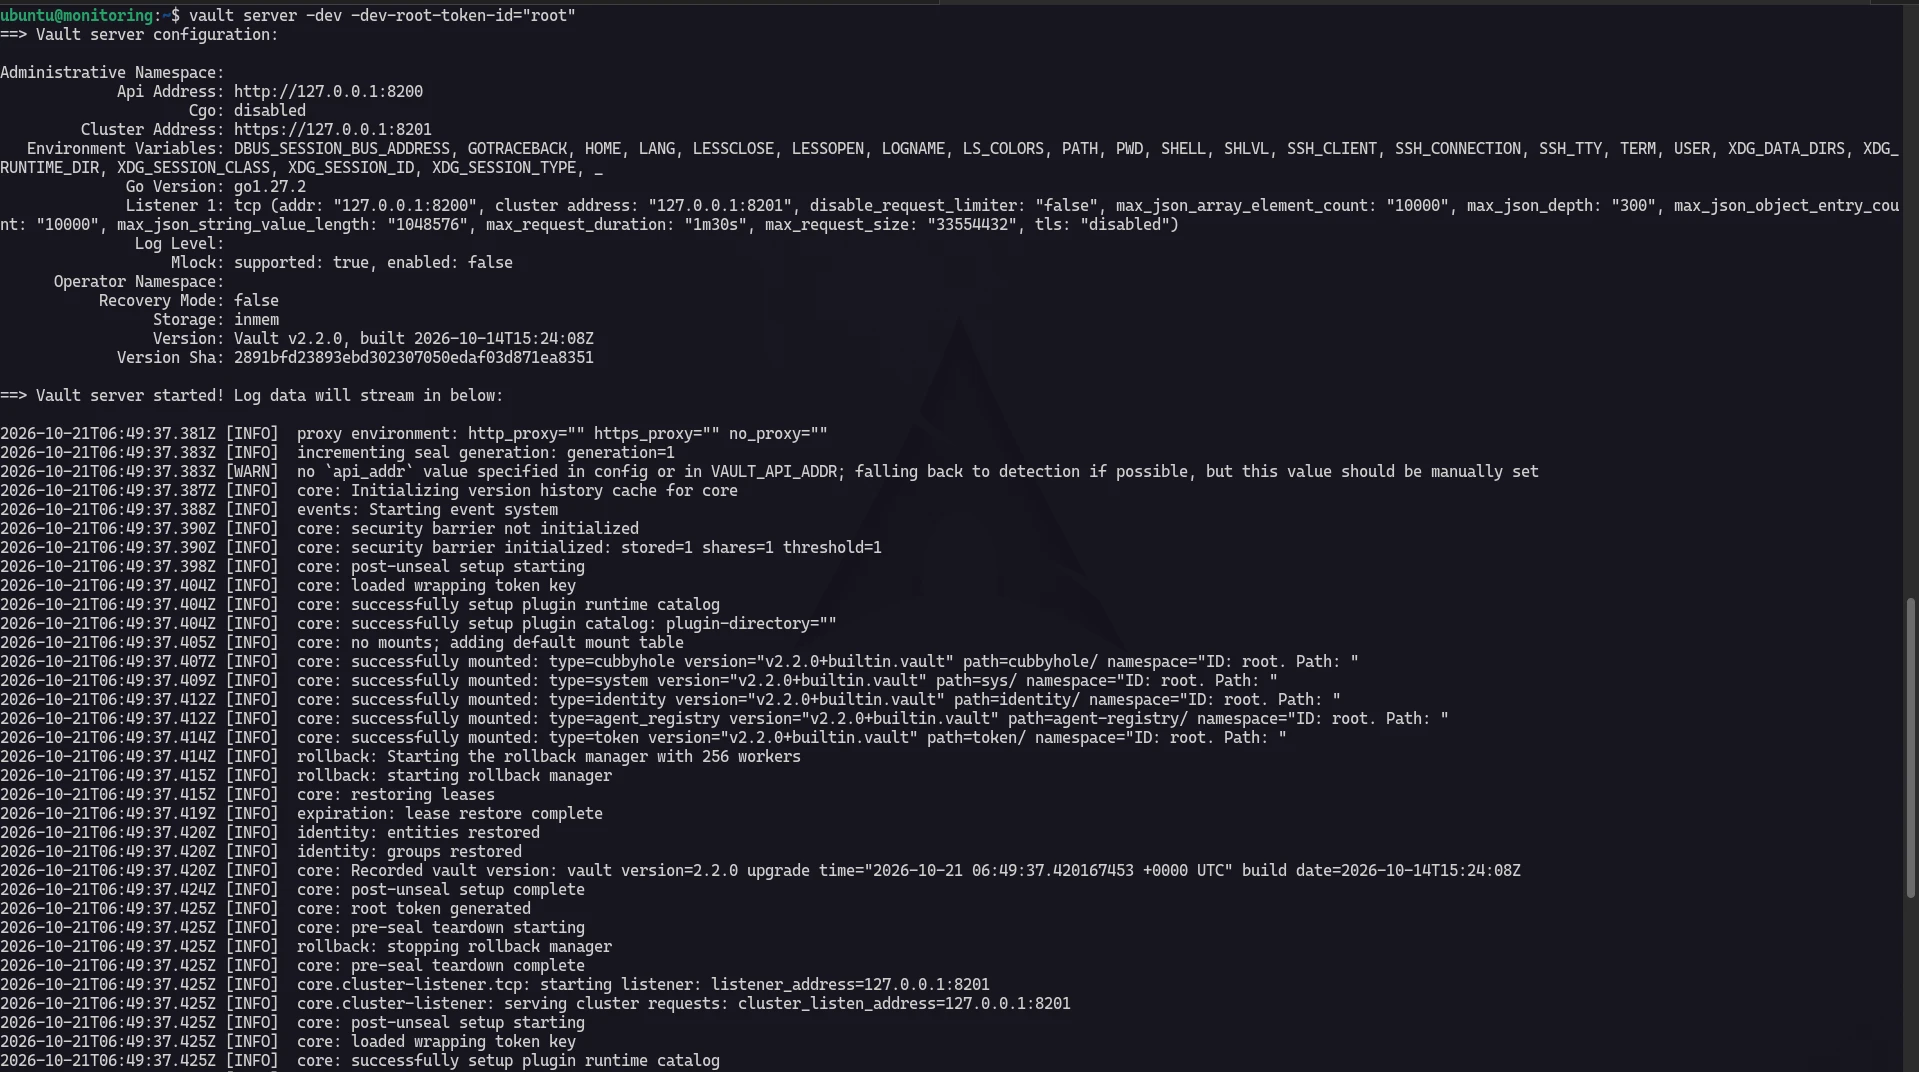 ubuntu@monitoring:~$ vault server -dev -dev-root-token-id="root"
==> Vault server configuration:
Administrative Namespace:
Api Address: http://127.0.0.1:8200
Cgo: disabled
Cluster Address: https://127.0.0.1:8201
Environment Variables: DBUS_SESSION_BUS_ADDRESS, GOTRACEBACK, HOME, LANG, LESSCLOSE, LESSOPEN, LOGNAME, LS_COLORS, PATH, PWD, SHELL, SHLVL, SSH_CLIENT, SSH_CONNECTION, SSH_TTY, TERM, USER, XDG_DATA_DIRS, XDG_
RUNTIME_DIR, XDG_SESSION_CLASS, XDG_SESSION_ID, XDG_SESSION_TYPE, _
Go Version: go1.27.2
Listener 1: tcp (addr: "127.0.0.1:8200", cluster address: "127.0.0.1:8201", disable_request_limiter: "false", max_json_array_element_count: "10000", max_json_depth: "300", max_json_object_entry_cou
nt: "10000", max_json_string_value_length: "1048576", max_request_duration: "1m30s", max_request_size: "33554432", tls: "disabled")
Log Level:
Mlock: supported: true, enabled: false
Operator Namespace:
Recovery Mode: false
Storage: inmem
Version: Vault v2.2.0, built 2026-10-14T15:24:08Z
Version Sha: 2891bfd23893ebd302307050edaf03d871ea8351
==> Vault server started! Log data will stream in below:
2026-10-21T06:49:37.381Z [INFO]  proxy environment: http_proxy="" https_proxy="" no_proxy=""
2026-10-21T06:49:37.383Z [INFO]  incrementing seal generation: generation=1
2026-10-21T06:49:37.383Z [WARN]  no `api_addr` value specified in config or in VAULT_API_ADDR; falling back to detection if possible, but this value should be manually set
2026-10-21T06:49:37.387Z [INFO]  core: Initializing version history cache for core
2026-10-21T06:49:37.388Z [INFO]  events: Starting event system
2026-10-21T06:49:37.390Z [INFO]  core: security barrier not initialized
2026-10-21T06:49:37.390Z [INFO]  core: security barrier initialized: stored=1 shares=1 threshold=1
2026-10-21T06:49:37.398Z [INFO]  core: post-unseal setup starting
2026-10-21T06:49:37.404Z [INFO]  core: loaded wrapping token key
2026-10-21T06:49:37.404Z [INFO]  core: successfully setup plugin runtime catalog
2026-10-21T06:49:37.404Z [INFO]  core: successfully setup plugin catalog: plugin-directory=""
2026-10-21T06:49:37.405Z [INFO]  core: no mounts; adding default mount table
2026-10-21T06:49:37.407Z [INFO]  core: successfully mounted: type=cubbyhole version="v2.2.0+builtin.vault" path=cubbyhole/ namespace="ID: root. Path: "
2026-10-21T06:49:37.409Z [INFO]  core: successfully mounted: type=system version="v2.2.0+builtin.vault" path=sys/ namespace="ID: root. Path: "
2026-10-21T06:49:37.412Z [INFO]  core: successfully mounted: type=identity version="v2.2.0+builtin.vault" path=identity/ namespace="ID: root. Path: "
2026-10-21T06:49:37.412Z [INFO]  core: successfully mounted: type=agent_registry version="v2.2.0+builtin.vault" path=agent-registry/ namespace="ID: root. Path: "
2026-10-21T06:49:37.414Z [INFO]  core: successfully mounted: type=token version="v2.2.0+builtin.vault" path=token/ namespace="ID: root. Path: "
2026-10-21T06:49:37.414Z [INFO]  rollback: Starting the rollback manager with 256 workers
2026-10-21T06:49:37.415Z [INFO]  rollback: starting rollback manager
2026-10-21T06:49:37.415Z [INFO]  core: restoring leases
2026-10-21T06:49:37.419Z [INFO]  expiration: lease restore complete
2026-10-21T06:49:37.420Z [INFO]  identity: entities restored
2026-10-21T06:49:37.420Z [INFO]  identity: groups restored
2026-10-21T06:49:37.420Z [INFO]  core: Recorded vault version: vault version=2.2.0 upgrade time="2026-10-21 06:49:37.420167453 +0000 UTC" build date=2026-10-14T15:24:08Z
2026-10-21T06:49:37.424Z [INFO]  core: post-unseal setup complete
2026-10-21T06:49:37.425Z [INFO]  core: root token generated
2026-10-21T06:49:37.425Z [INFO]  core: pre-seal teardown starting
2026-10-21T06:49:37.425Z [INFO]  rollback: stopping rollback manager
2026-10-21T06:49:37.425Z [INFO]  core: pre-seal teardown complete
2026-10-21T06:49:37.425Z [INFO]  core.cluster-listener.tcp: starting listener: listener_address=127.0.0.1:8201
2026-10-21T06:49:37.425Z [INFO]  core.cluster-listener: serving cluster requests: cluster_listen_address=127.0.0.1:8201
2026-10-21T06:49:37.425Z [INFO]  core: post-unseal setup starting
2026-10-21T06:49:37.425Z [INFO]  core: loaded wrapping token key
2026-10-21T06:49:37.425Z [INFO]  core: successfully setup plugin runtime catalog